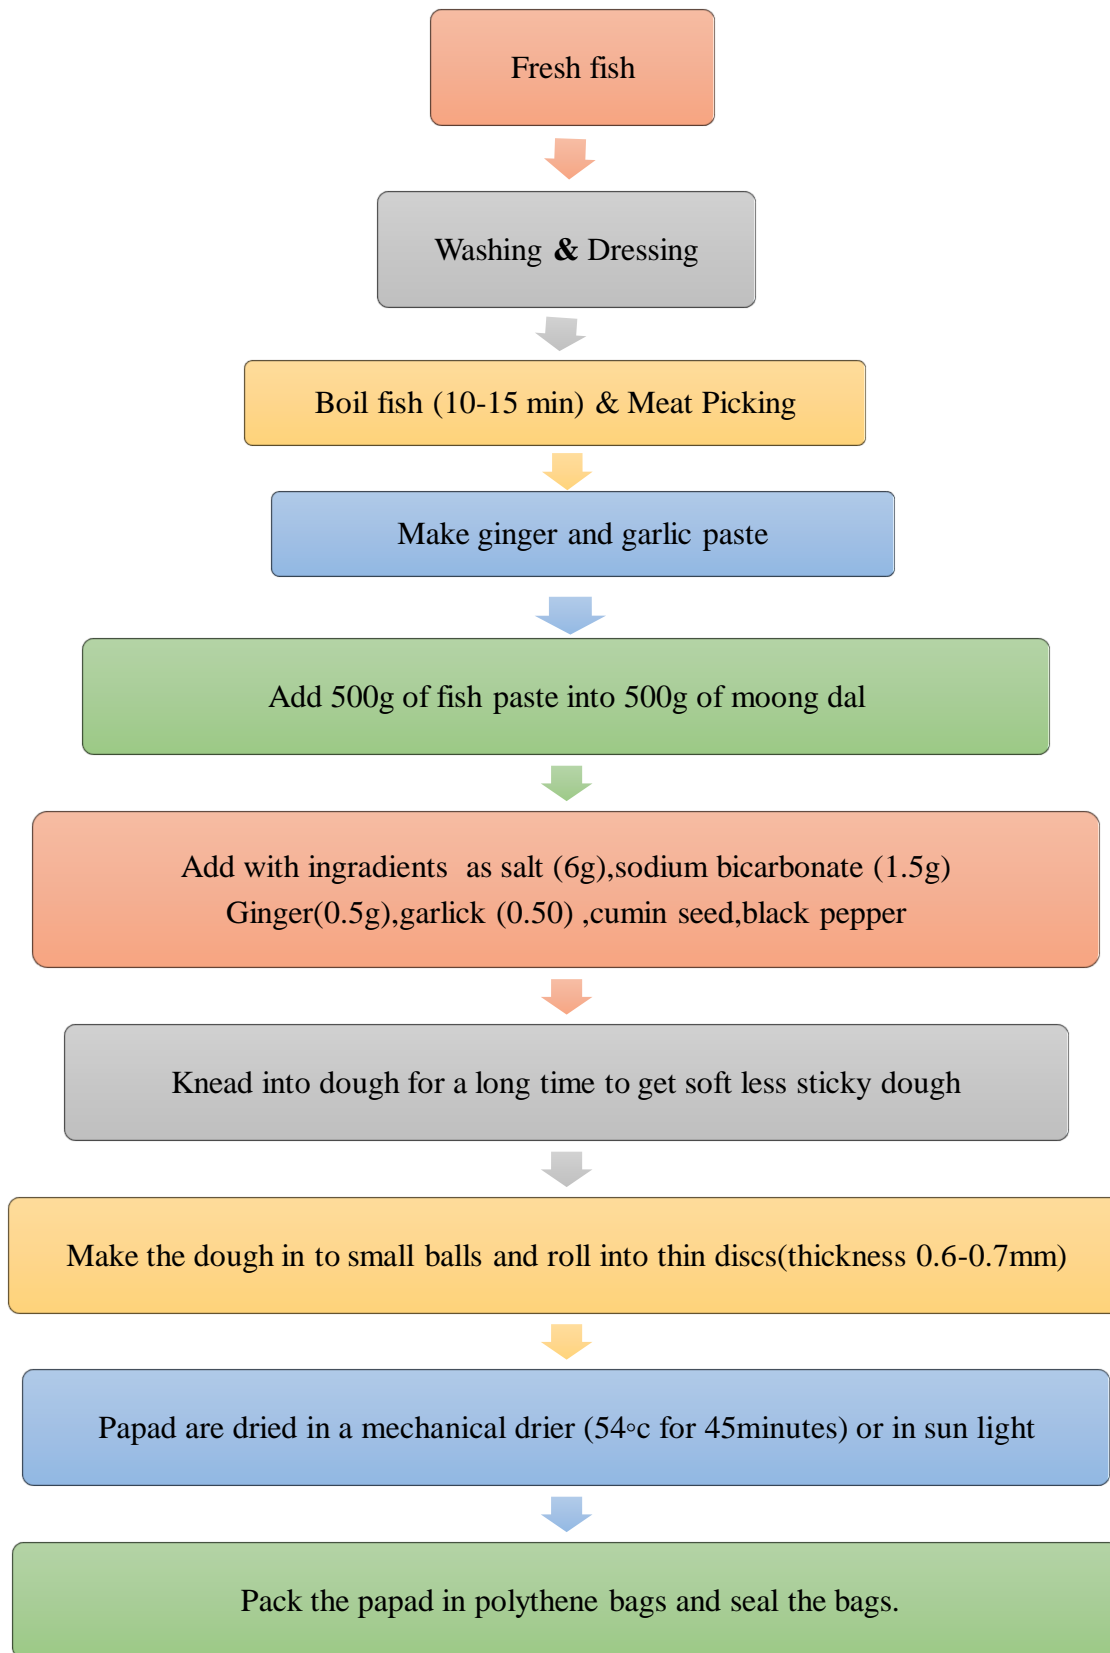 Fresh fish
Washing & Dressing
Boil fish (10-15 min) & Meat Picking
Make ginger and garlic paste
Add 500g of fish paste into 500g of moong dal
Add with ingradients as salt (6g),sodium bicarbonate (1.5g)
Ginger(0.5g),garlick (0.50) ,cumin seed,black pepper
Knead into dough for a long time to get soft less sticky dough
Make the dough in to small balls and roll into thin discs(thickness 0.6-0.7mm)
Papad are dried in a mechanical drier (54◦c for 45minutes) or in sun light
Pack the papad in polythene bags and seal the bags.